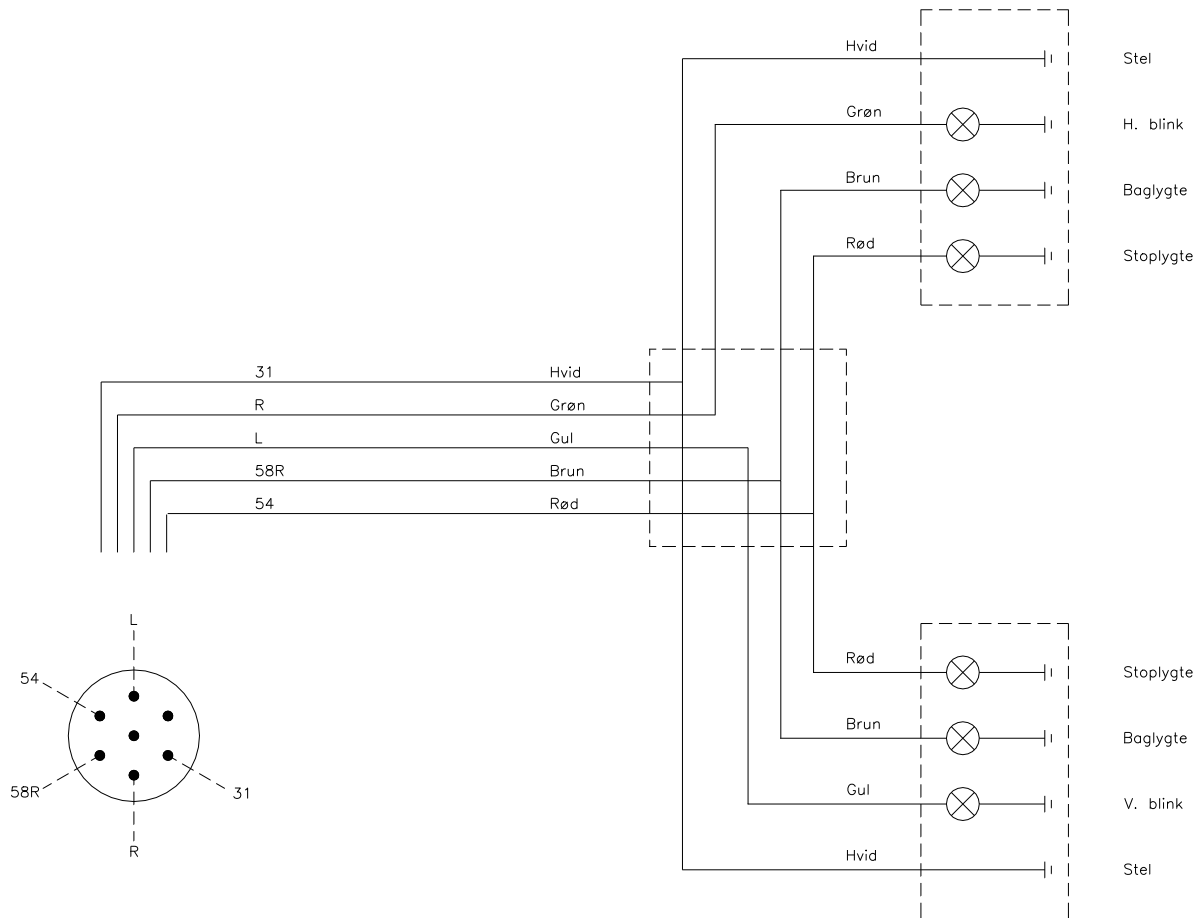 Hvid
Stel
Grøn
H. blink
Brun
Baglygte
Rød
Stoplygte
31
Hvid
R
Grøn
L
Gul
58R
Brun
54
Rød
L
54
58R
31
R
Rød
Stoplygte
Brun
Baglygte
Gul
V. blink
Hvid
Stel